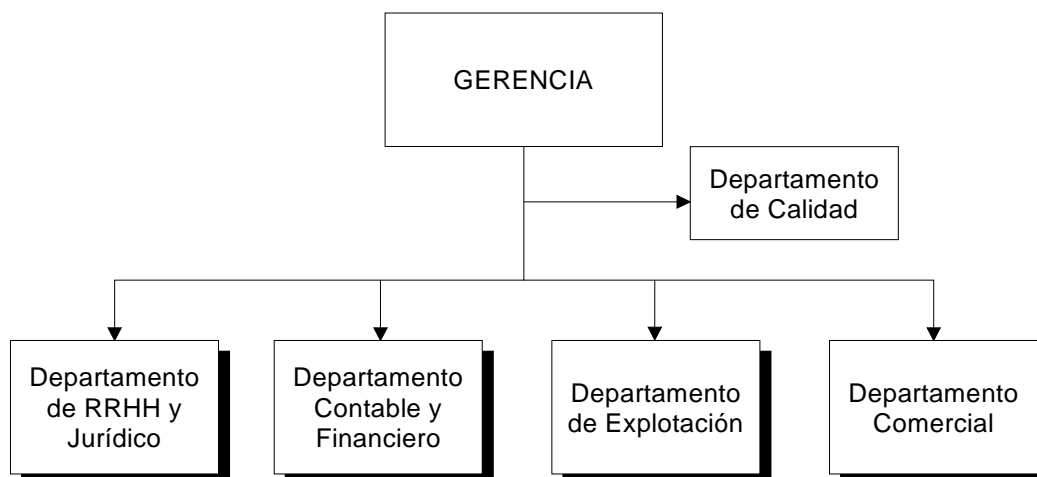 GERENCIA
Departamento
de Calidad
Departamento
de RRHH y
Jurídico
Departamento
Contable y
Financiero
Departamento
de Explotación
Departamento
Comercial